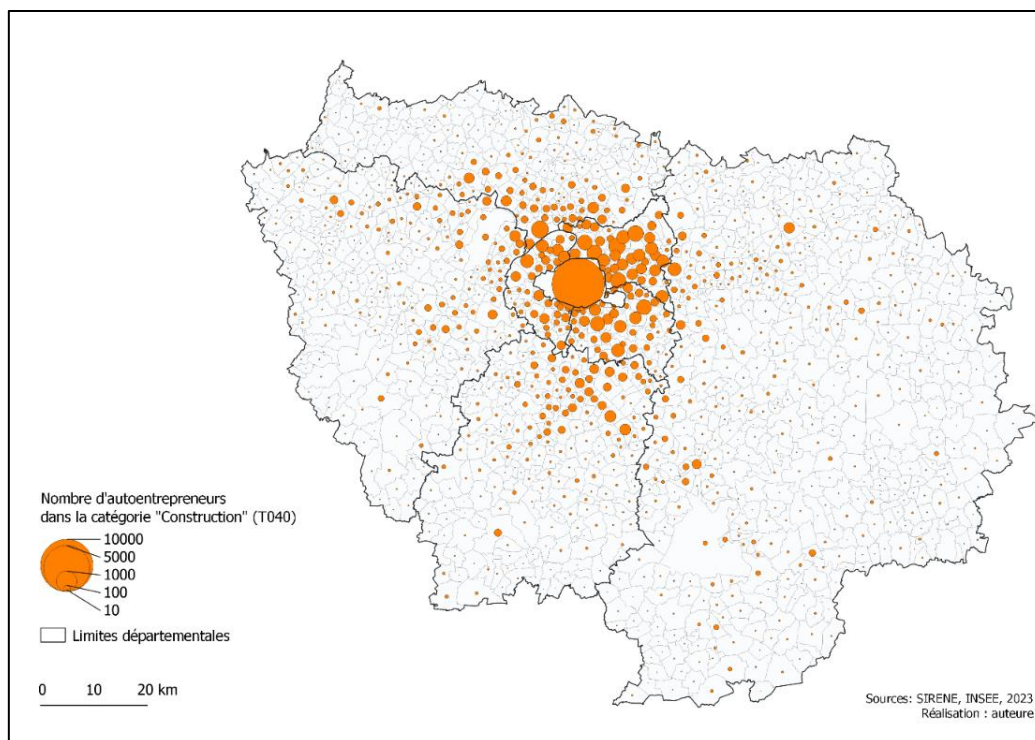 Nombre d'autoentrepreneurs
dans la catégorie "Construction" (T040)
10000
5000
1000
100
10
Limites départementales
0 10 20 km
Sources: SIRENE, INSEE, 2023
Réalisation : auteure